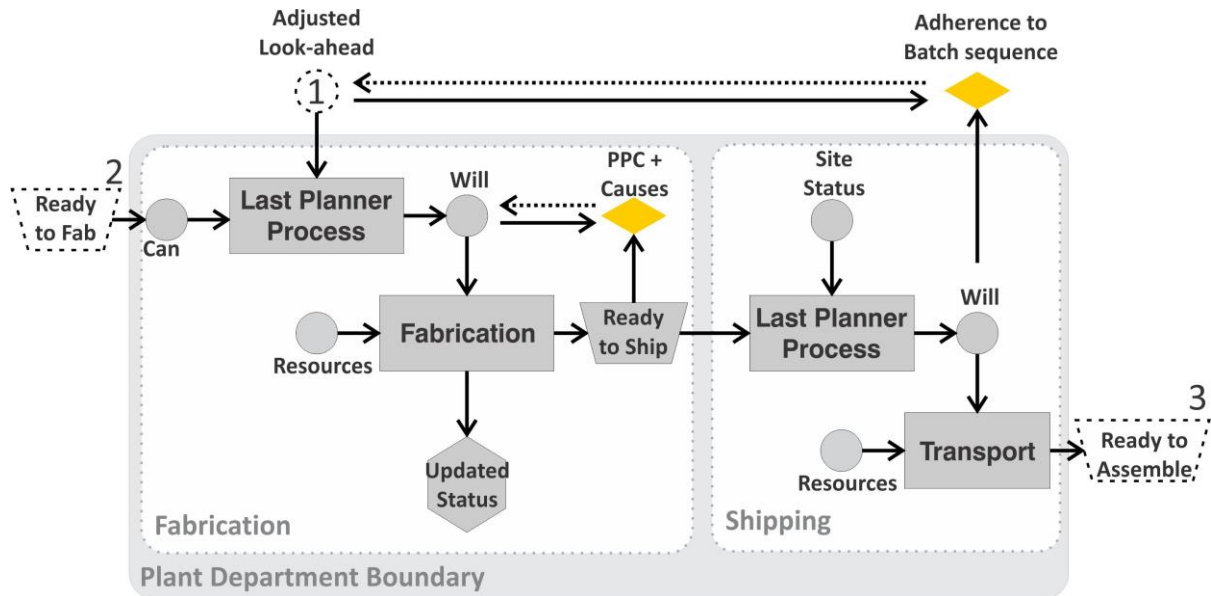 Adjusted
Look-ahead
1
Adherence to
Batch sequence
2
Ready
to Fab
Can
Last Planner
Process
Will
PPC +
Causes
Site
Status
Resources
Fabrication
Ready
to Ship
Last Planner
Process
Will
Updated
Status
Resources
Transport
3
Ready to
Assemble
Fabrication
Shipping
Plant Department Boundary